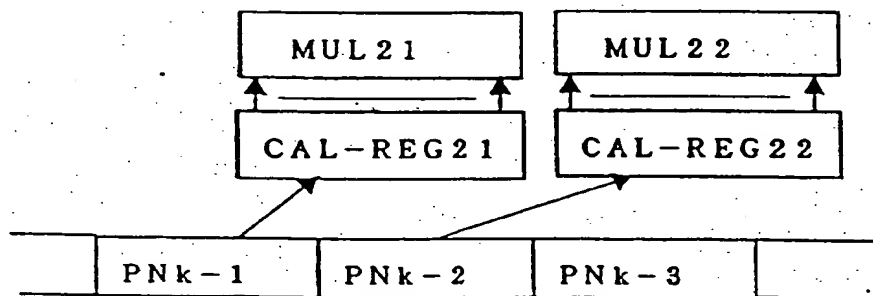 MUL21 MUL22
CAL-REG21 CAL-REG22
PNk-1 PNk-2 PNk-3